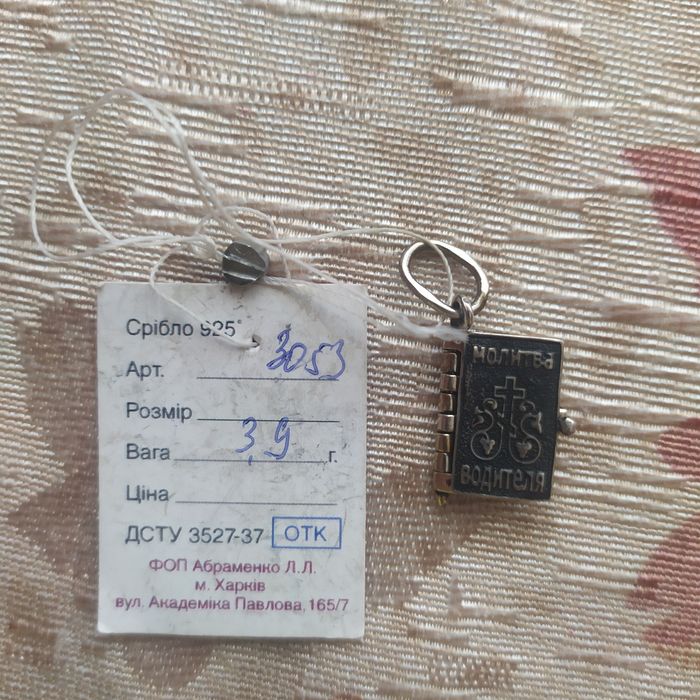 Срібло 925°
Арт. 3053
Розмір
Вага 3,9 г.
Ціна
ДСТУ 3527-37 ОТК
ФОП Абраменко Л.Л.
м. Харків
вул. Академіка Павлова, 165/7
МОЛИТВА
ВОДИТЕЛЯ